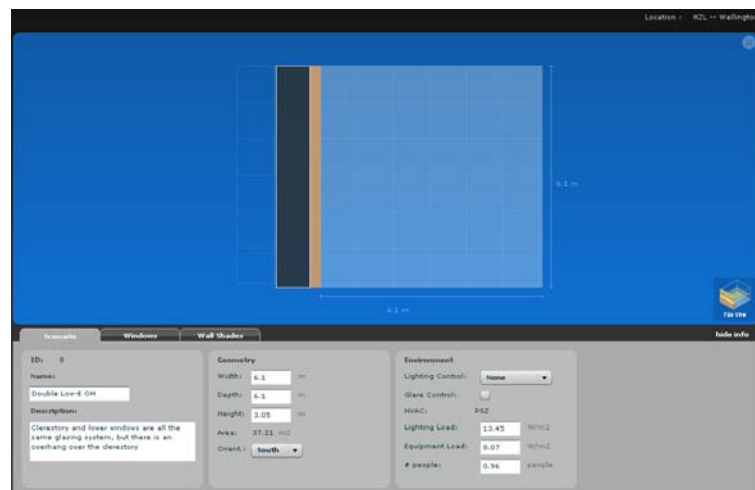 Location : NZL -- Wellington
6.1 m
6.1 m
Plan View
Scenario Windows Wall Shades hide info
ID: 8
Name:
Double Low-E OH
Description:
Clerestory and lower windows are all the
same glazing system, but there is an
overhang over the clerestory
Geometry
Width: 6.1 m
Depth: 6.1 m
Height: 3.05 m
Area: 37.21 m2
Orient.: South
Environment
Lighting Control: None
Glare Control:
HVAC: PSZ
Lighting Load: 13.45 W/m2
Equipment Load: 8.07 W/m2
# people: 0.96 people